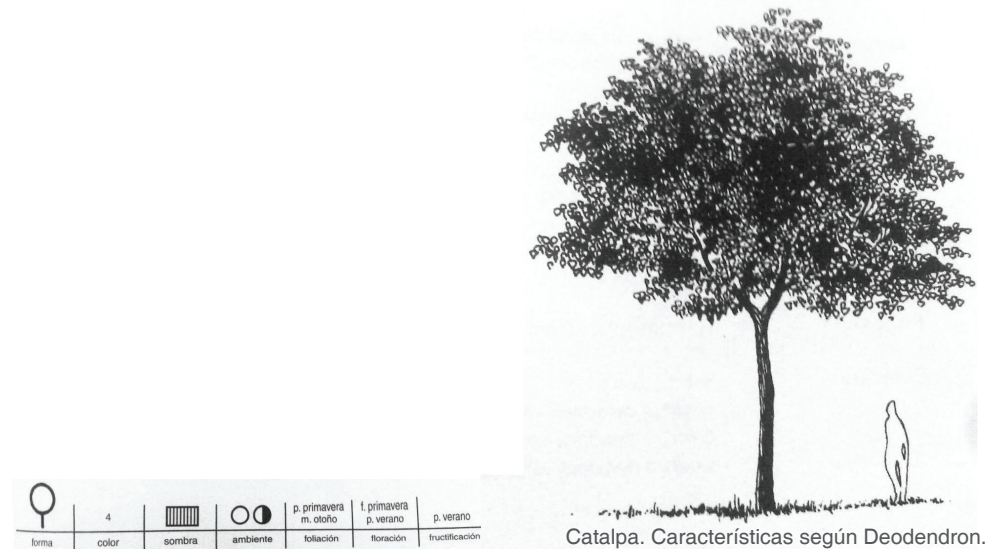 4
p. primavera
m. otoño
f. primavera
p. verano
p. verano
forma
color
sombra
ambiente
foliación
floración
fructificación
Catalpa. Características según Deodendron.